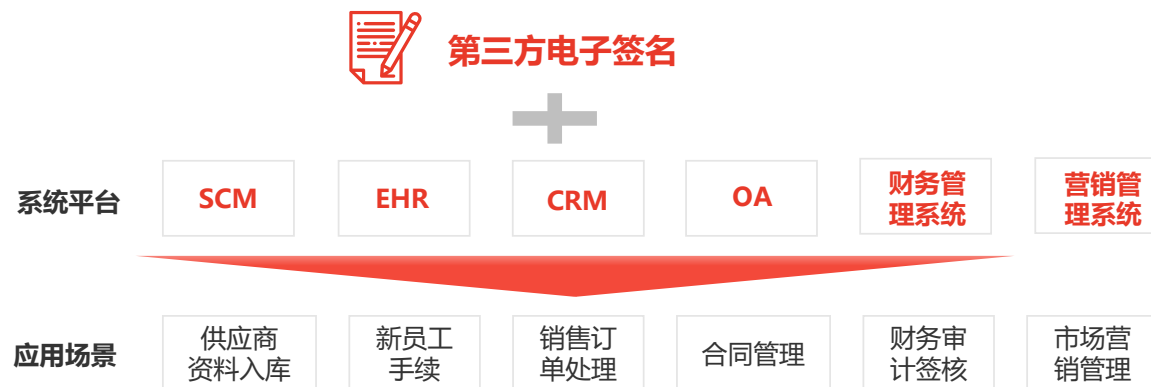 第三方电子签名
系统平台
SCM
EHR
CRM
OA
财务管
理系统
营销管
理系统
应用场景
供应商
资料入库
新员工
手续
销售订
单处理
合同管理
财务审
计签核
市场营
销管理